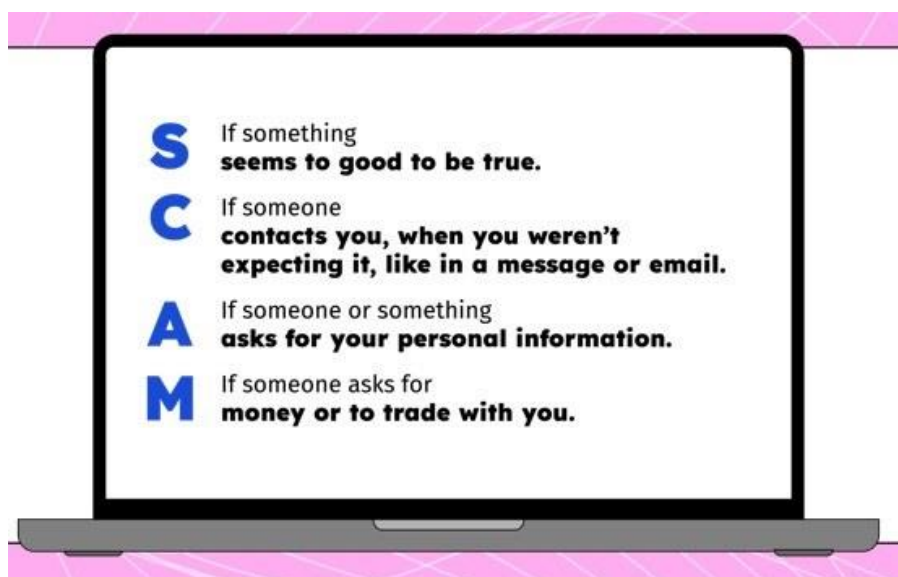 S If something
seems to good to be true.
C If someone
contacts you, when you weren't
expecting it, like in a message or email.
A If someone or something
asks for your personal information.
M If someone asks for
money or to trade with you.